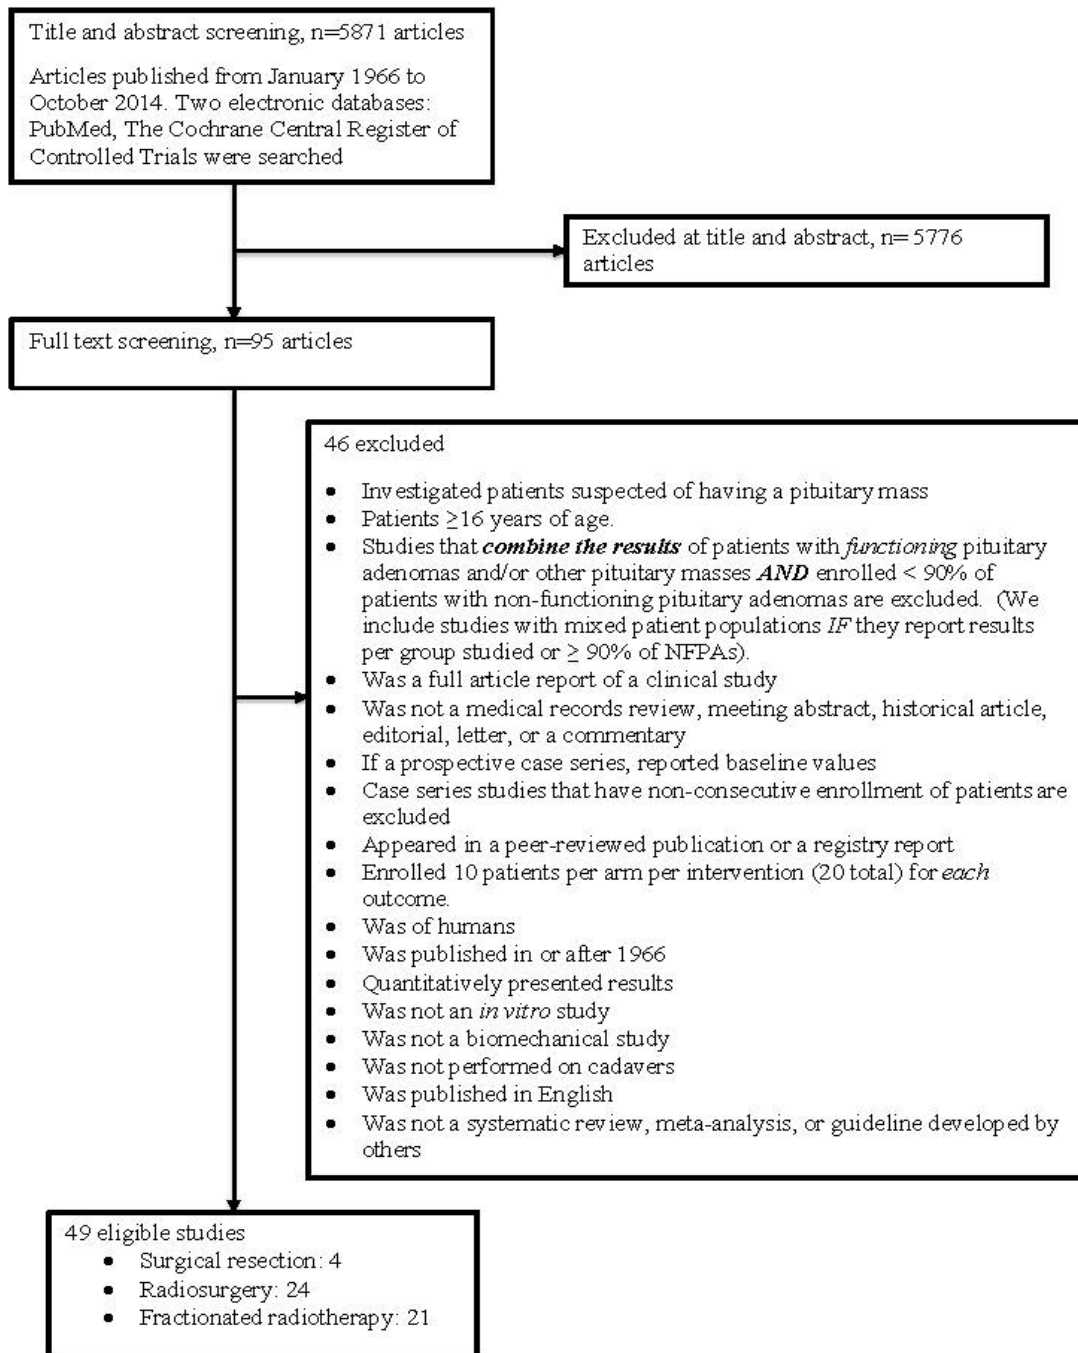 Title and abstract screening, n=5871 articles
Articles published from January 1966 to
October 2014. Two electronic databases:
PubMed, The Cochrane Central Register of
Controlled Trials were searched
Excluded at title and abstract, n= 5776
articles
Full text screening, n=95 articles
46 excluded
• Investigated patients suspected of having a pituitary mass
• Patients ≥16 years of age.
• Studies that combine the results of patients with functioning pituitary
adenomas and/or other pituitary masses AND enrolled < 90% of
patients with non-functioning pituitary adenomas are excluded. (We
include studies with mixed patient populations IF they report results
per group studied or ≥ 90% of NFPAs).
• Was a full article report of a clinical study
• Was not a medical records review, meeting abstract, historical article,
editorial, letter, or a commentary
• If a prospective case series, reported baseline values
• Case series studies that have non-consecutive enrollment of patients are
excluded
• Appeared in a peer-reviewed publication or a registry report
• Enrolled 10 patients per arm per intervention (20 total) for each
outcome.
• Was of humans
• Was published in or after 1966
• Quantitatively presented results
• Was not an in vitro study
• Was not a biomechanical study
• Was not performed on cadavers
• Was published in English
• Was not a systematic review, meta-analysis, or guideline developed by
others
49 eligible studies
• Surgical resection: 4
• Radiosurgery: 24
• Fractionated radiotherapy: 21